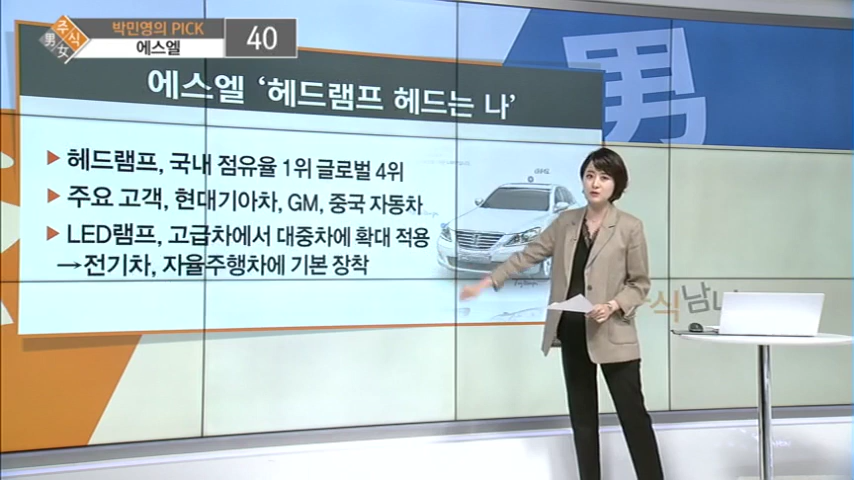 주식
男女
박민영의 PICK
에스엘
40
에스엘 ‘헤드램프 헤드는 나’
▶ 헤드램프, 국내 점유율 1위 글로벌 4위
▶ 주요 고객, 현대기아차, GM, 중국 자동차
▶ LED램프, 고급차에서 대중차에 확대 적용
→전기차, 자율주행차에 기본 장착
男
식남